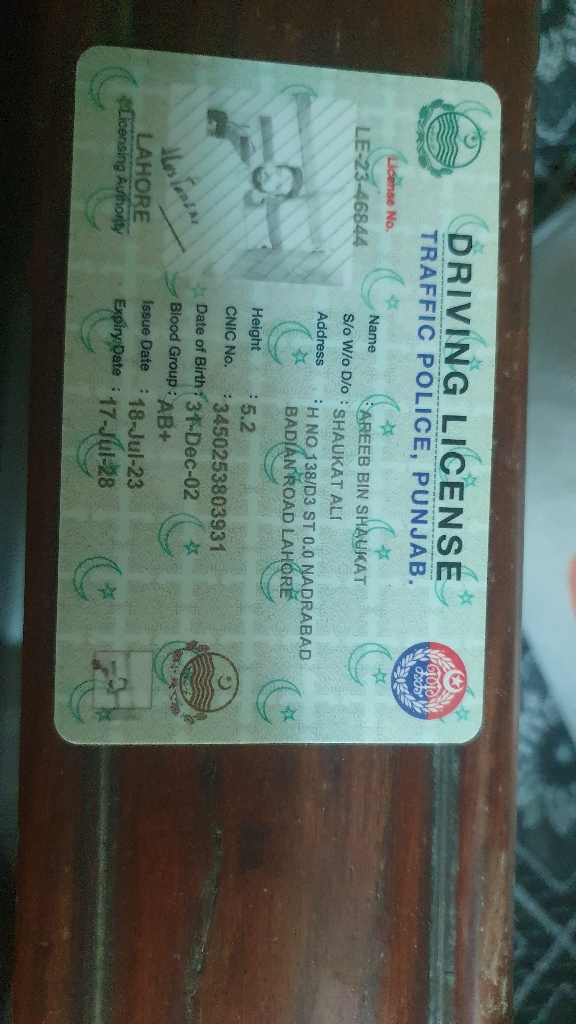 DRIVING LICENSE
TRAFFIC POLICE, PUNJAB.
License No.
LE-23-46844
Name : AREEB BIN SHAUKAT
S/o W/o D/o : SHAUKAT ALI
Address : H NO 138/D3 ST 0.0 NADRABAD
BADIAN ROAD LAHORE
Height : 5.2
CNIC No. : 3450253803931
Date of Birth : 31-Dec-02
Blood Group : AB+
Issue Date : 18-Jul-23
Expiry Date : 17-Jul-28
LAHORE
Licensing Authority